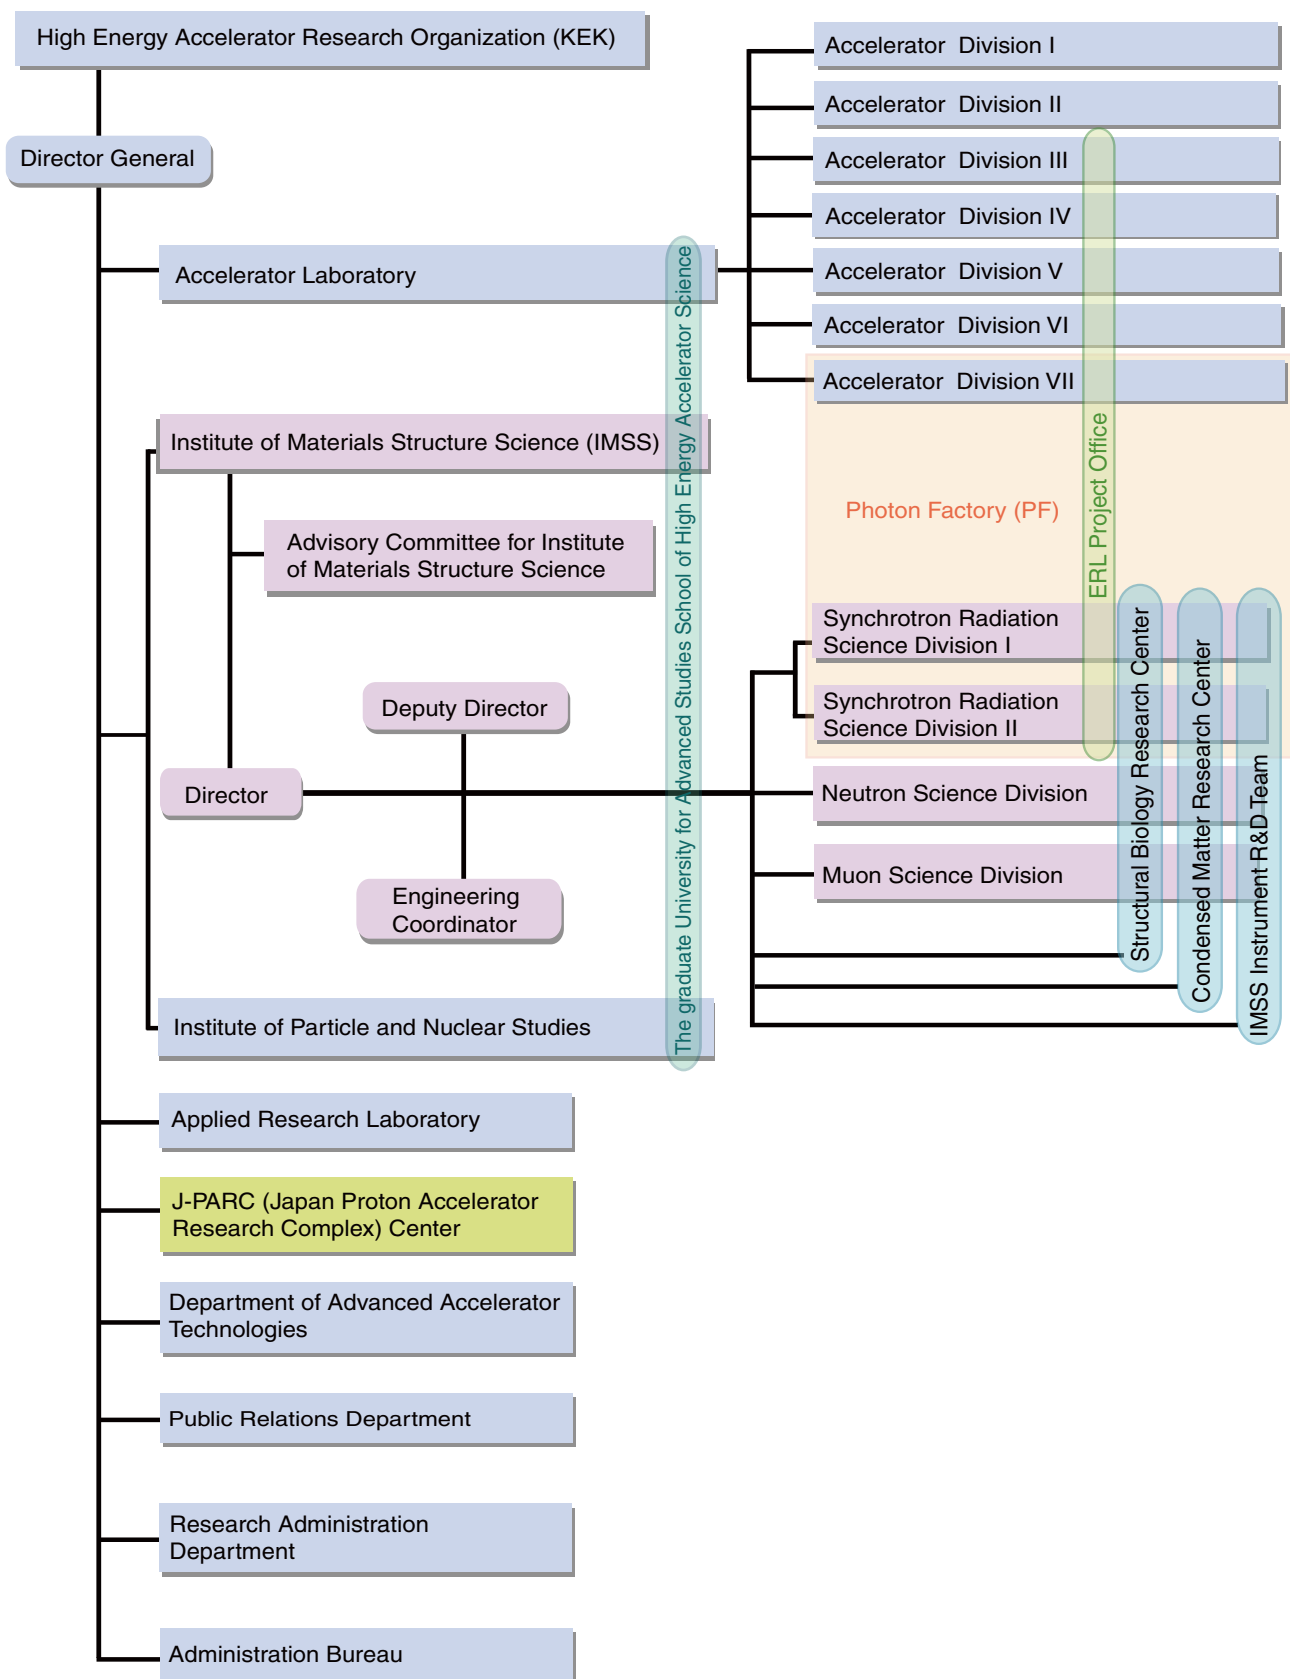 High Energy Accelerator Research Organization (KEK)
Director General
Accelerator Laboratory
Institute of Materials Structure Science (IMSS)
Advisory Committee for Institute
of Materials Structure Science
Deputy Director
Director
Engineering
Coordinator
Institute of Particle and Nuclear Studies
The graduate University for Advanced Studies School of High Energy Accelerator Science
Applied Research Laboratory
J-PARC (Japan Proton Accelerator
Research Complex) Center
Department of Advanced Accelerator
Technologies
Public Relations Department
Research Administration
Department
Administration Bureau
Accelerator Division I
Accelerator Division II
Accelerator Division III
Accelerator Division IV
Accelerator Division V
Accelerator Division VI
Accelerator Division VII
Photon Factory (PF)
ERL Project Office
Synchrotron Radiation
Science Division I
Synchrotron Radiation
Science Division II
Neutron Science Division
Muon Science Division
Structural Biology Research Center
Condensed Matter Research Center
IMSS Instrument R&D Team